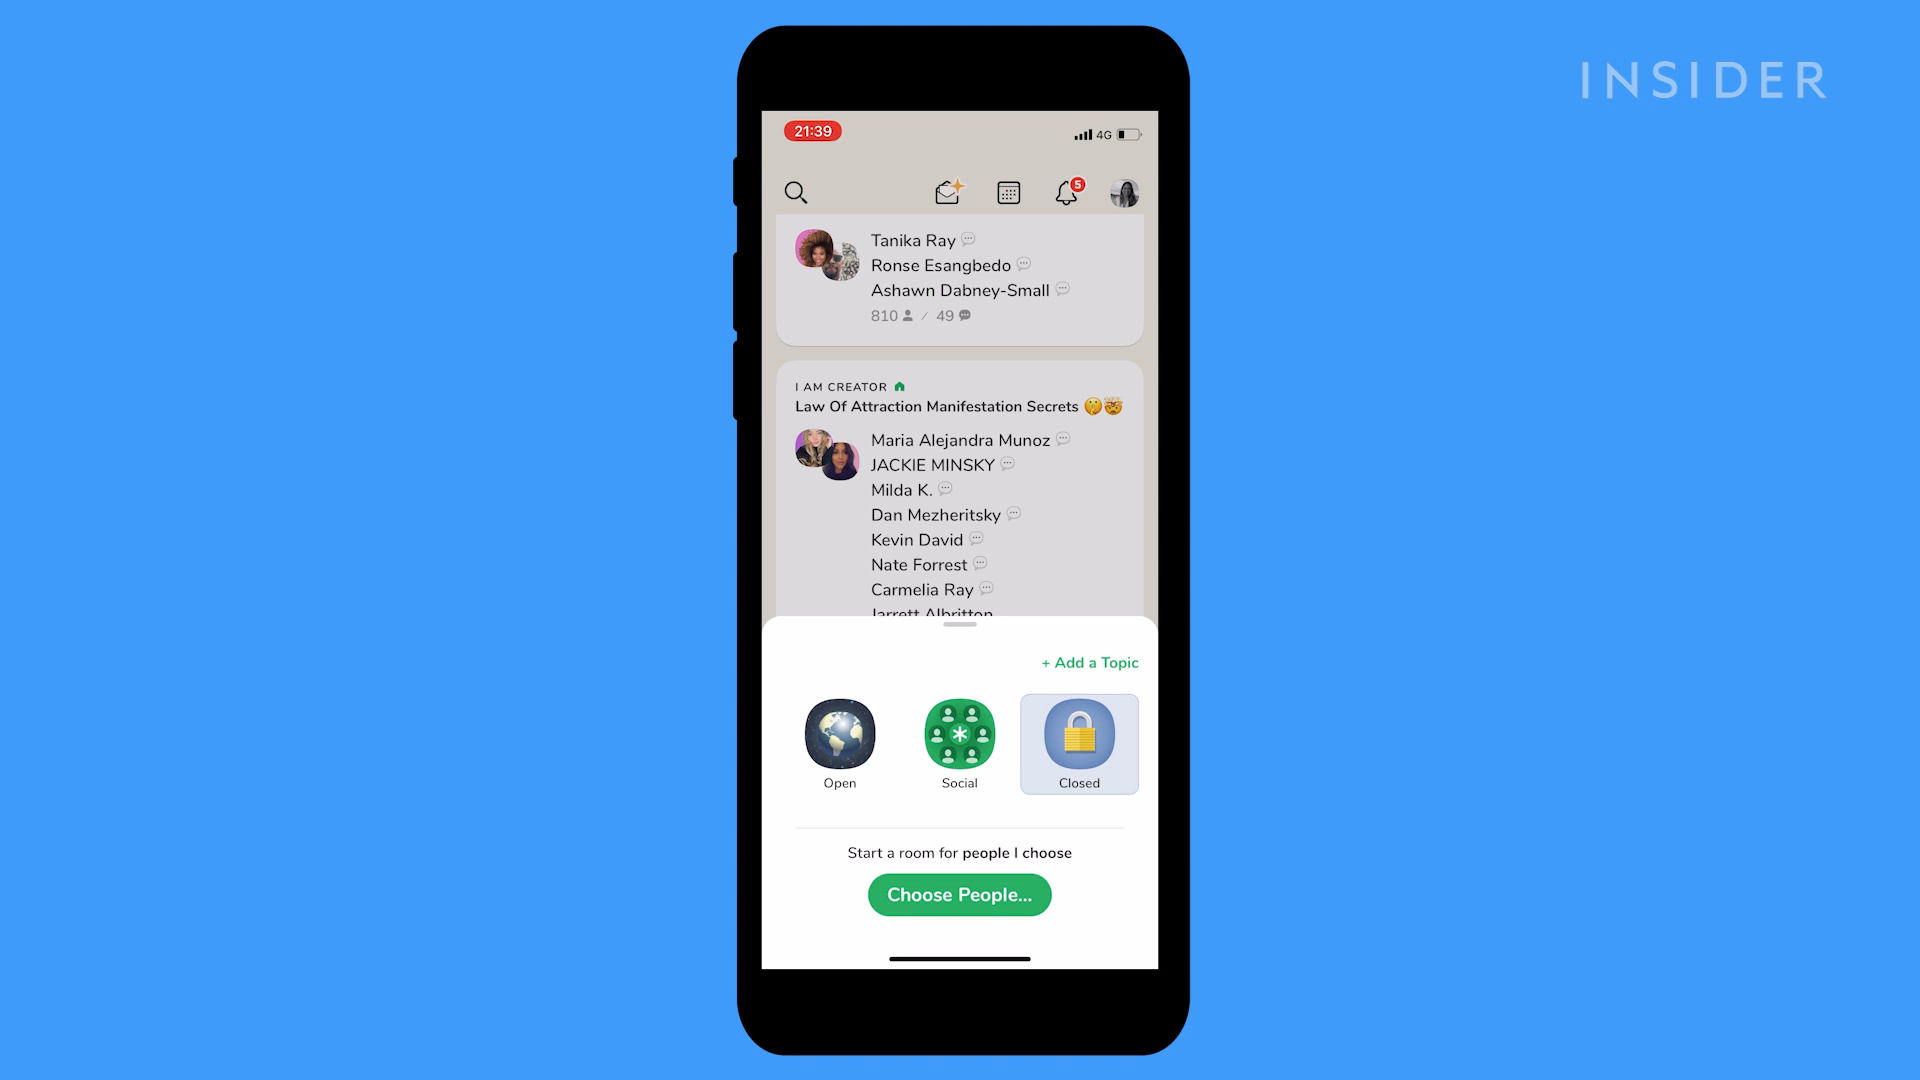 INSIDER
21:39
4G
5
Tanika Ray
Ronse Esangbedo
Ashawn Dabney-Small
810 / 49
I AM CREATOR
Law Of Attraction Manifestation Secrets 🤫🤯
Maria Alejandra Munoz
JACKIE MINSKY
Milda K.
Dan Mezheritsky
Kevin David
Nate Forrest
Carmelia Ray
Jarrett Albritton
+ Add a Topic
Open
Social
Closed
Start a room for people I choose
Choose People...